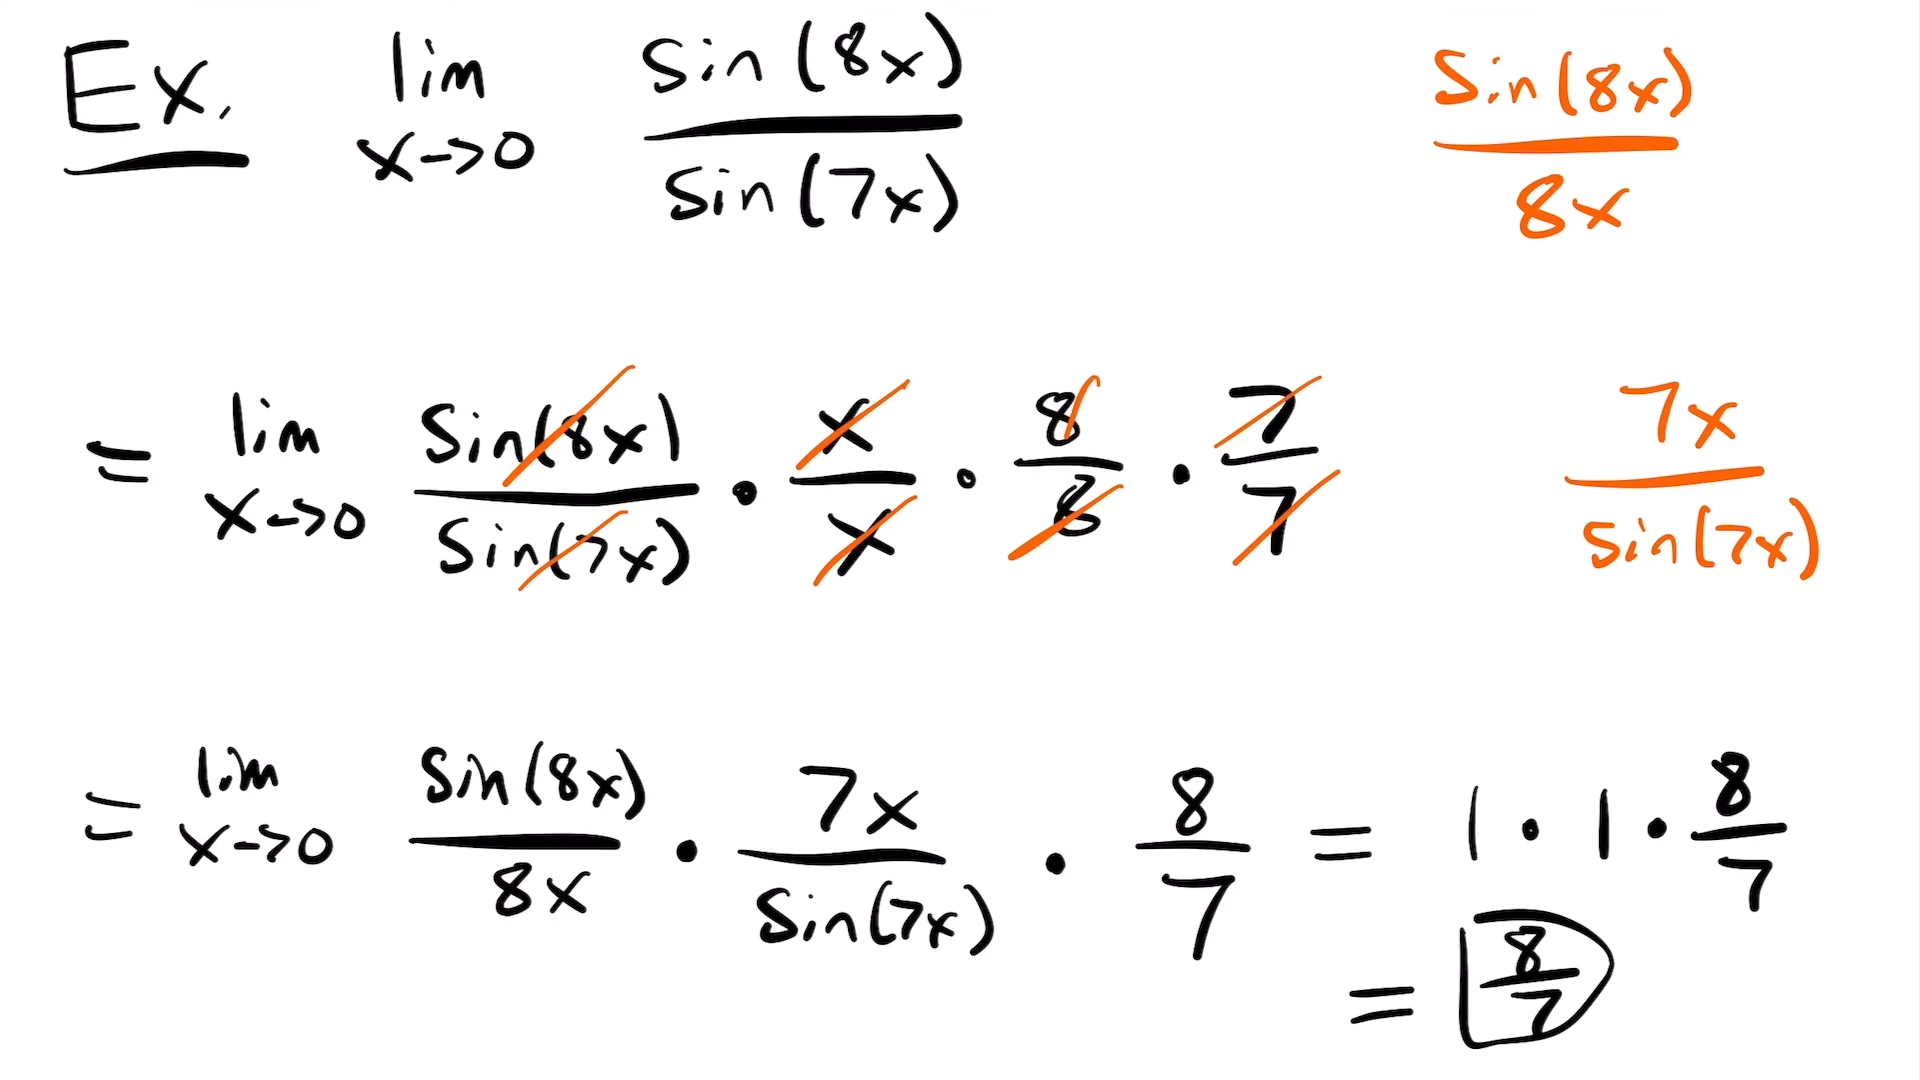 Ex. lim x->0 sin(8x) / sin(7x)
sin(8x) / 8x
= lim x->0 sin(8x) / sin(7x) · x/x · 8/8 · 7/7
7x / sin(7x)
= lim x->0 sin(8x) / 8x · 7x / sin(7x) · 8/7 = 1 · 1 · 8/7
= 8/7